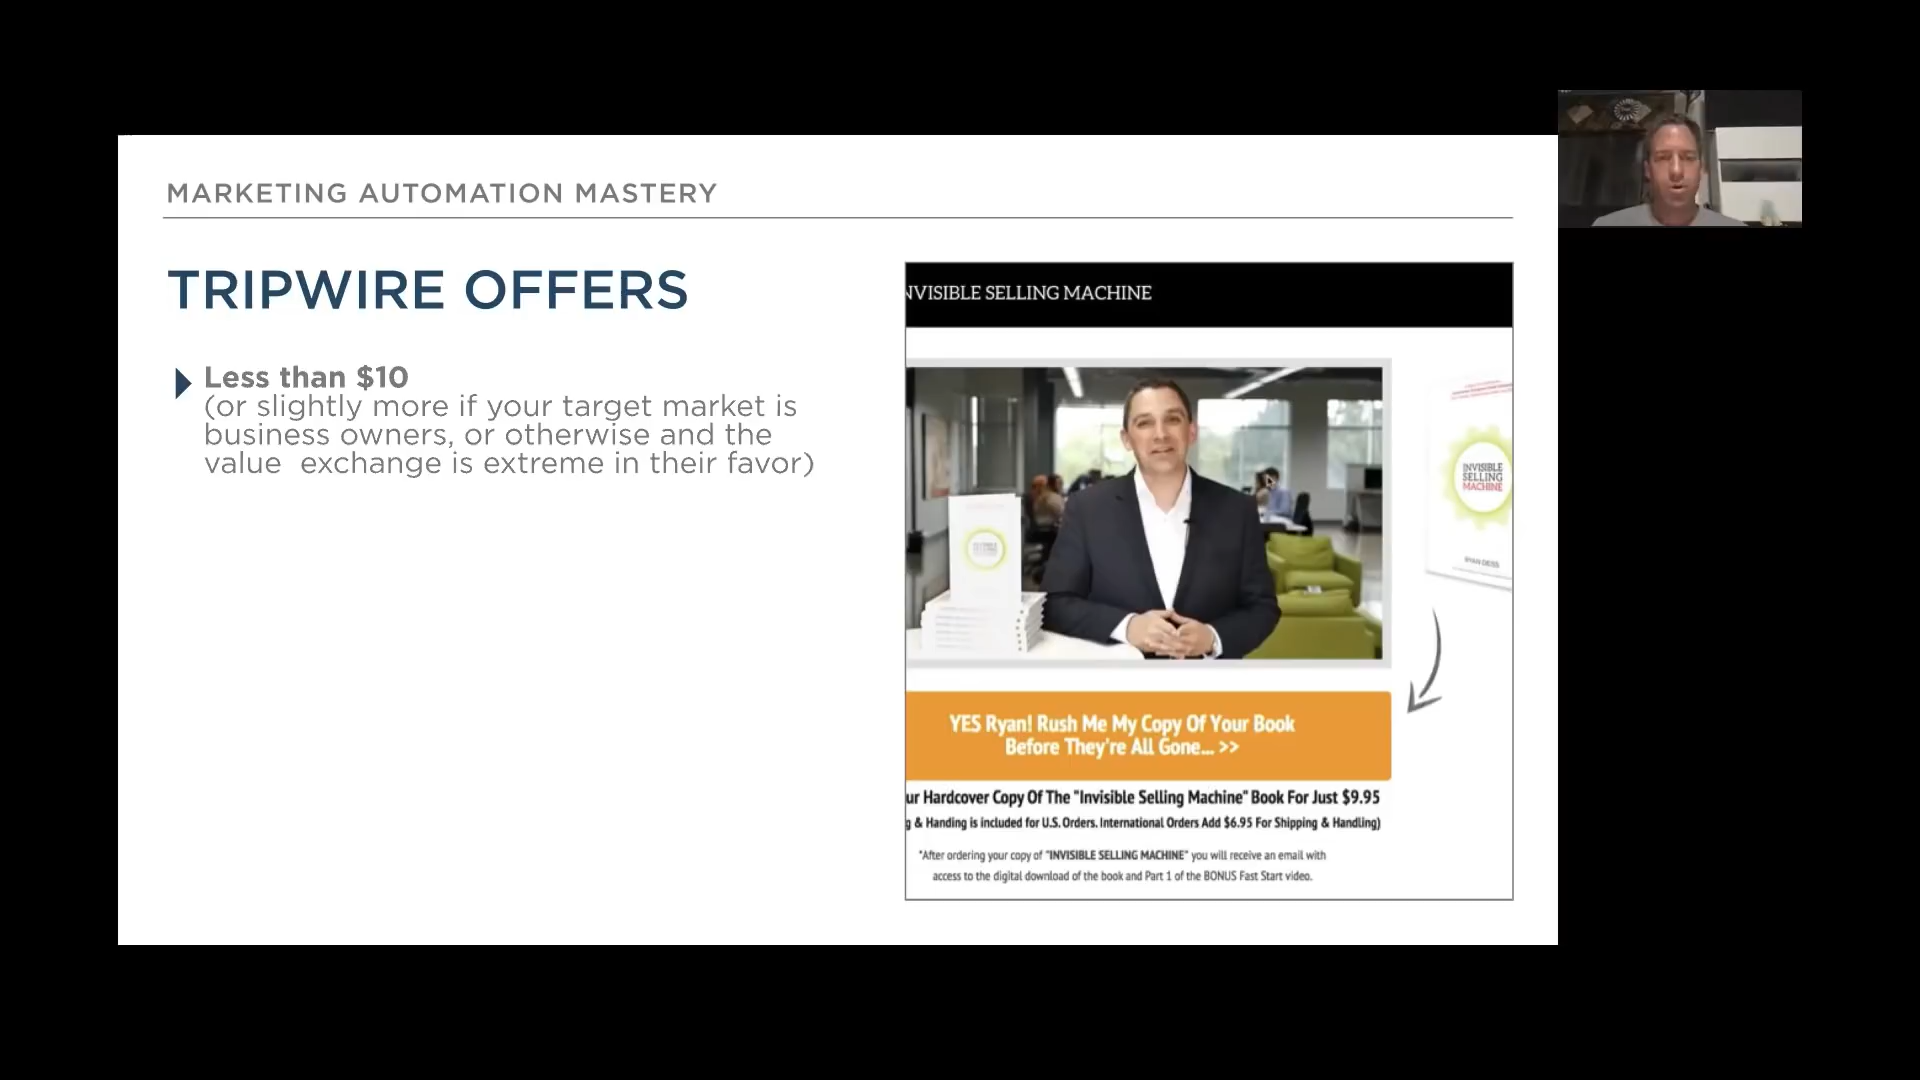 MARKETING AUTOMATION MASTERY
TRIPWIRE OFFERS
Less than $10
(or slightly more if your target market is
business owners, or otherwise and the
value exchange is extreme in their favor)
NVISIBLE SELLING MACHINE
INVISIBLE
SELLING
MACHINE
RYAN DEISS
YES Ryan! Rush Me My Copy Of Your Book
Before They're All Gone... >>
ur Hardcover Copy Of The "Invisible Selling Machine" Book For Just $9.95
g & Handing is included for U.S. Orders. International Orders Add $6.95 For Shipping & Handling)
*After ordering your copy of "INVISIBLE SELLING MACHINE" you will receive an email with
access to the digital download of the book and Part 1 of the BONUS Fast Start video.